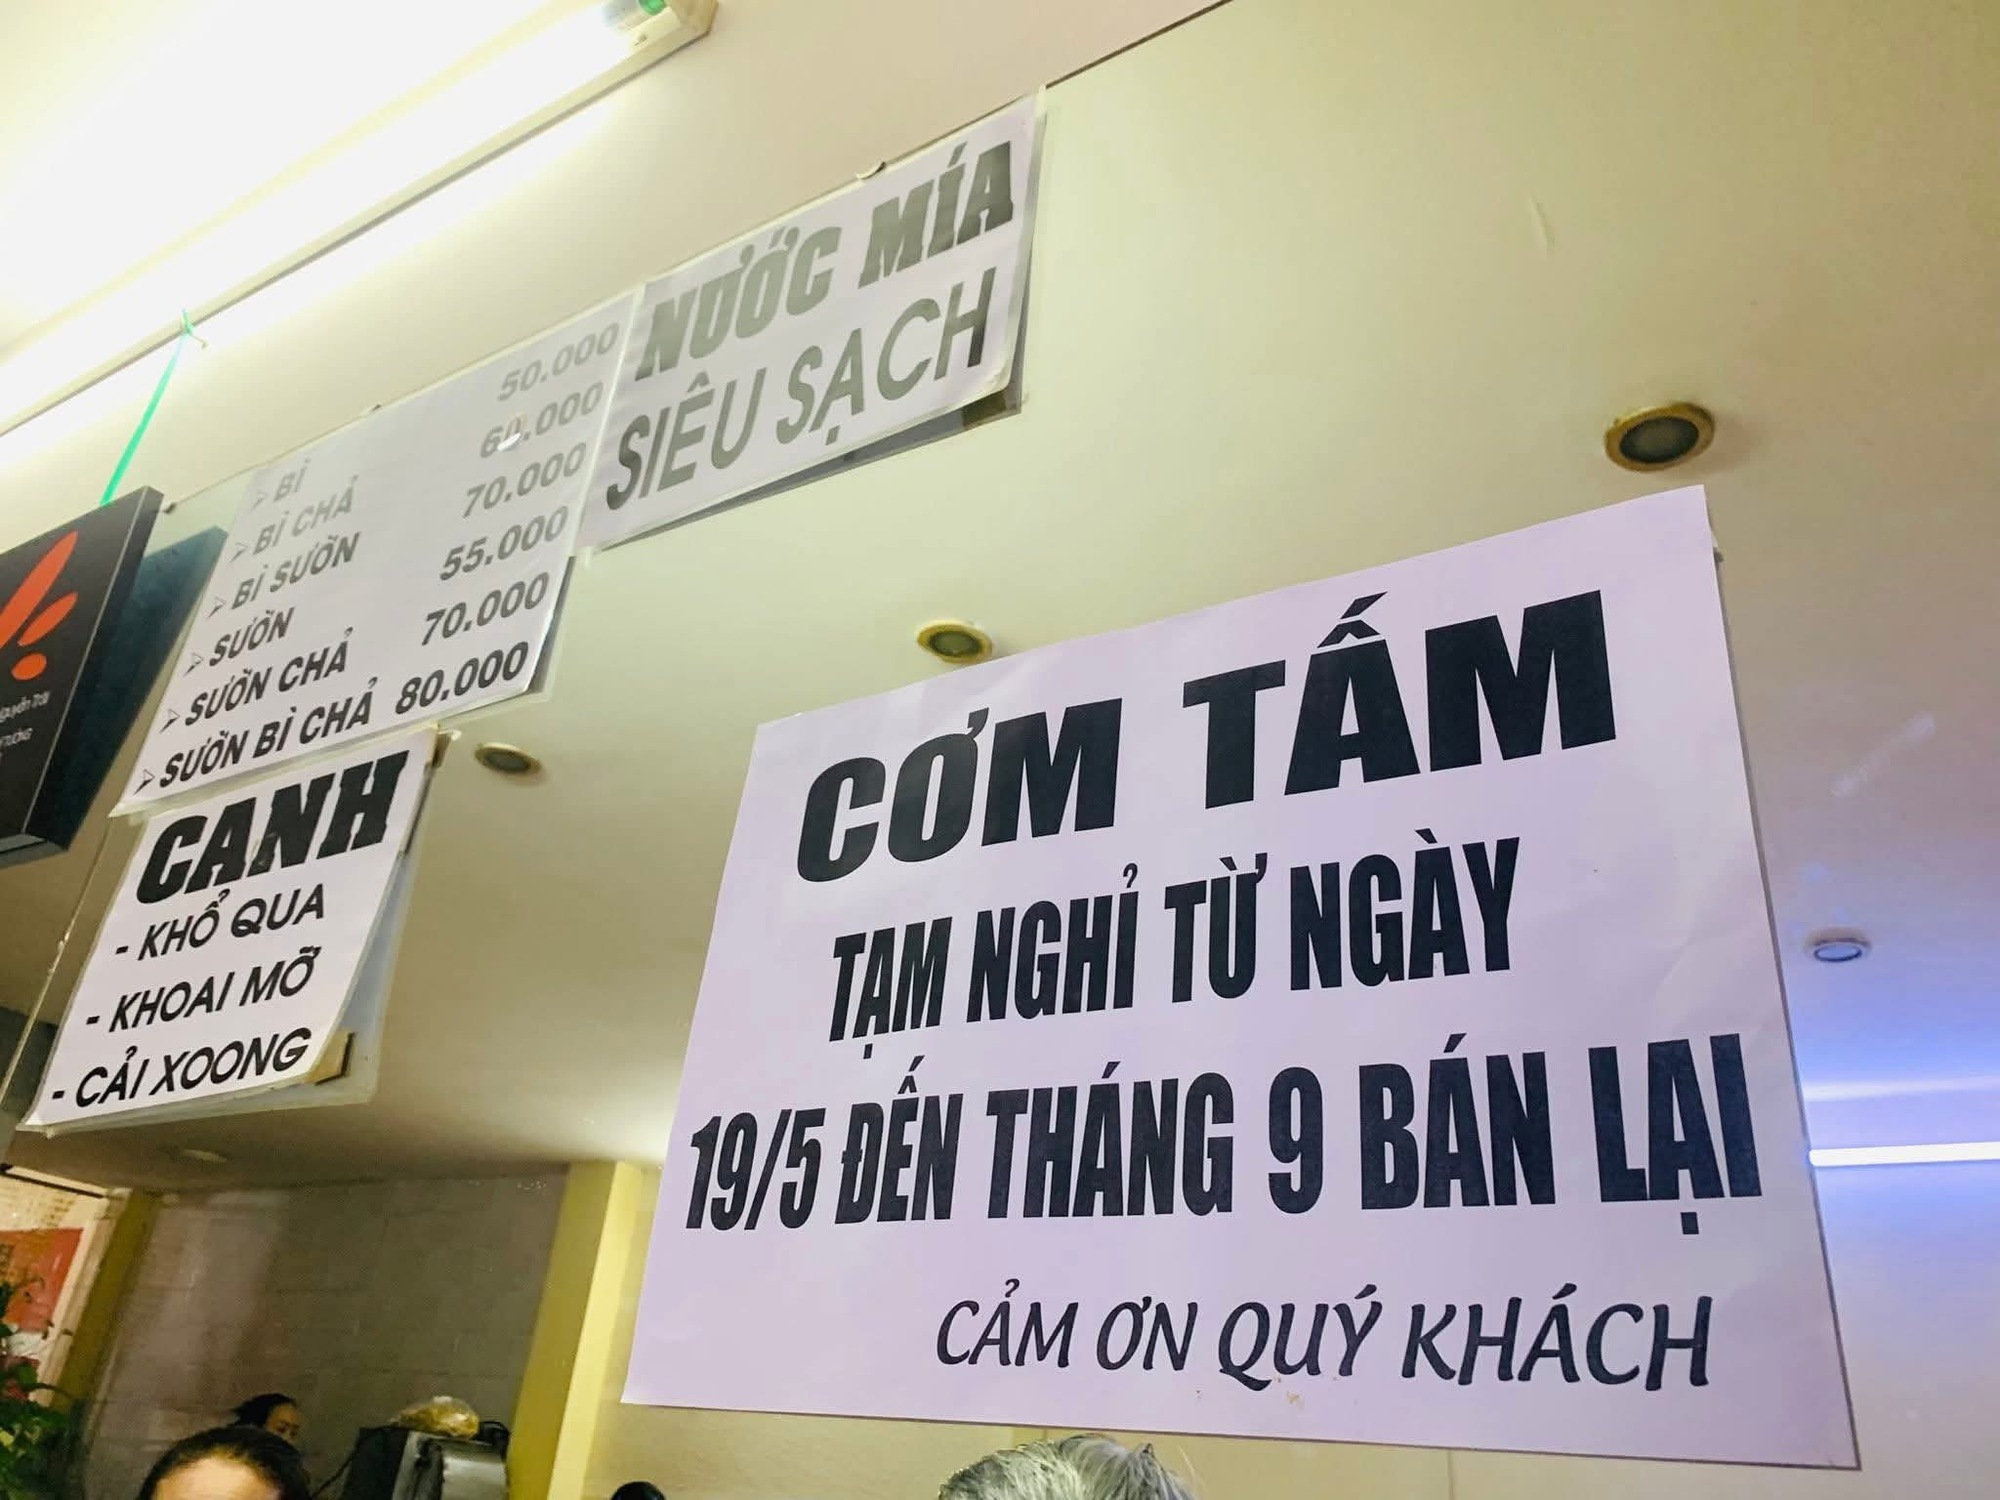 NƯỚC MÍA
SIÊU SẠCH
➢ BÌ 50.000
➢ BÌ CHẢ 60.000
➢ BÌ SƯỜN 70.000
➢ SƯỜN 55.000
➢ SƯỜN CHẢ 70.000
➢ SƯỜN BÌ CHẢ 80.000
CANH
- KHỔ QUA
- KHOAI MỠ
- CẢI XOONG
CƠM TẤM
TẠM NGHỈ TỪ NGÀY
19/5 ĐẾN THÁNG 9 BÁN LẠI
CẢM ƠN QUÝ KHÁCH